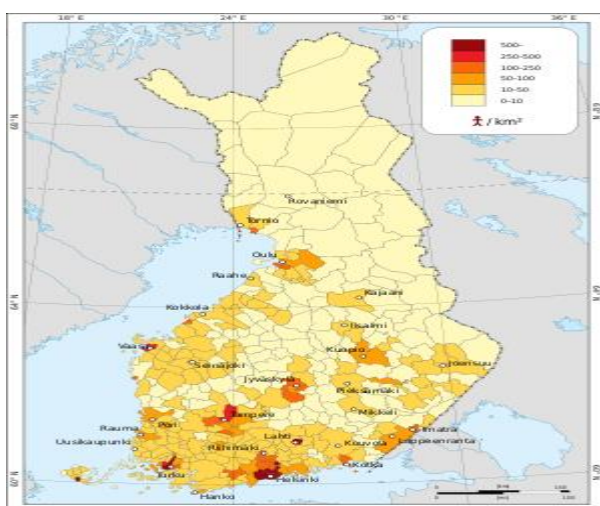 18° E 24° E 30° E 36° E
500-
250-500
100-250
50-100
10-50
0-10
/ km²
Rovaniemi
Tornio
Oulu
Raahe
Kajaani
Kokkola
Iisalmi
Vaasa
Kuopio
Seinäjoki
Joensuu
Jyväskylä
Pieksämäki
Mikkeli
Tampere
Pori
Rauma
Imatra
Lahti
Lappeenranta
Uusikaupunki
Riihimäki
Kouvola
Turku
Kotka
Helsinki
Hanko
64° N
60° N